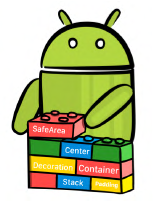 SafeArea
Center
Decoration Container
Stack Padding